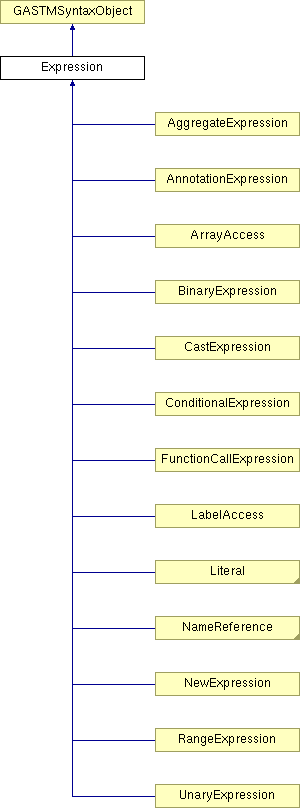 GASTMSyntaxObject
Expression
AggregateExpression
AnnotationExpression
ArrayAccess
BinaryExpression
CastExpression
ConditionalExpression
FunctionCallExpression
LabelAccess
Literal
NameReference
NewExpression
RangeExpression
UnaryExpression